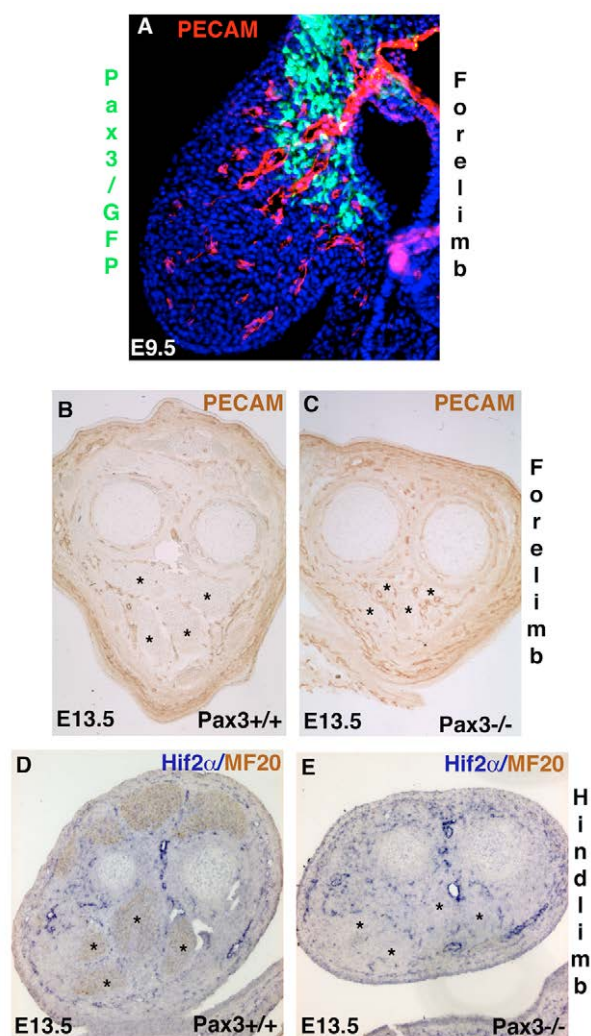 A PECAM
Pax3/GFP
Forelimb
E9.5
B PECAM
C PECAM
Forelimb
* * * *
* * * *
E13.5 Pax3+/+
E13.5 Pax3-/-
D Hif2α/MF20
E Hif2α/MF20
Hindlimb
* * * *
* * * *
E13.5 Pax3+/+
E13.5 Pax3-/-